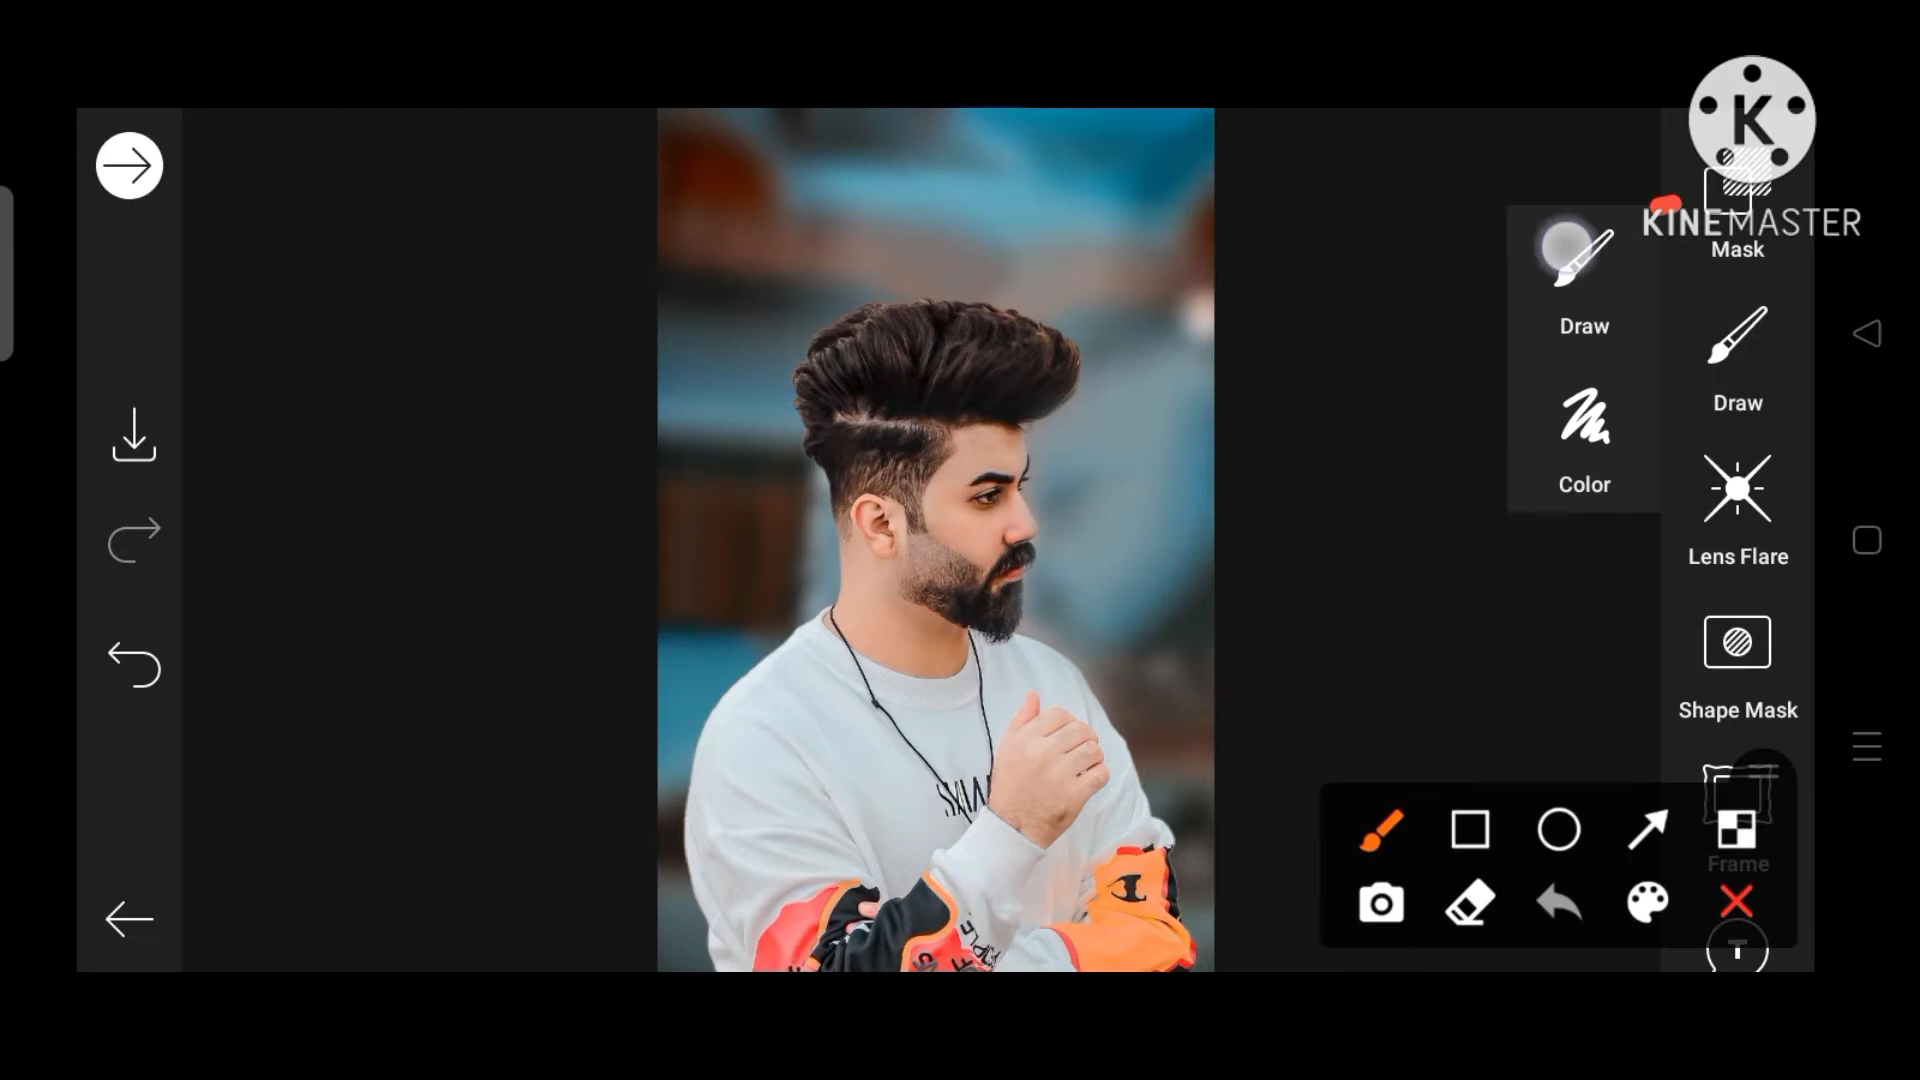 KINEMASTER
Mask
Draw
Draw
Color
Lens Flare
Shape Mask
Frame
T